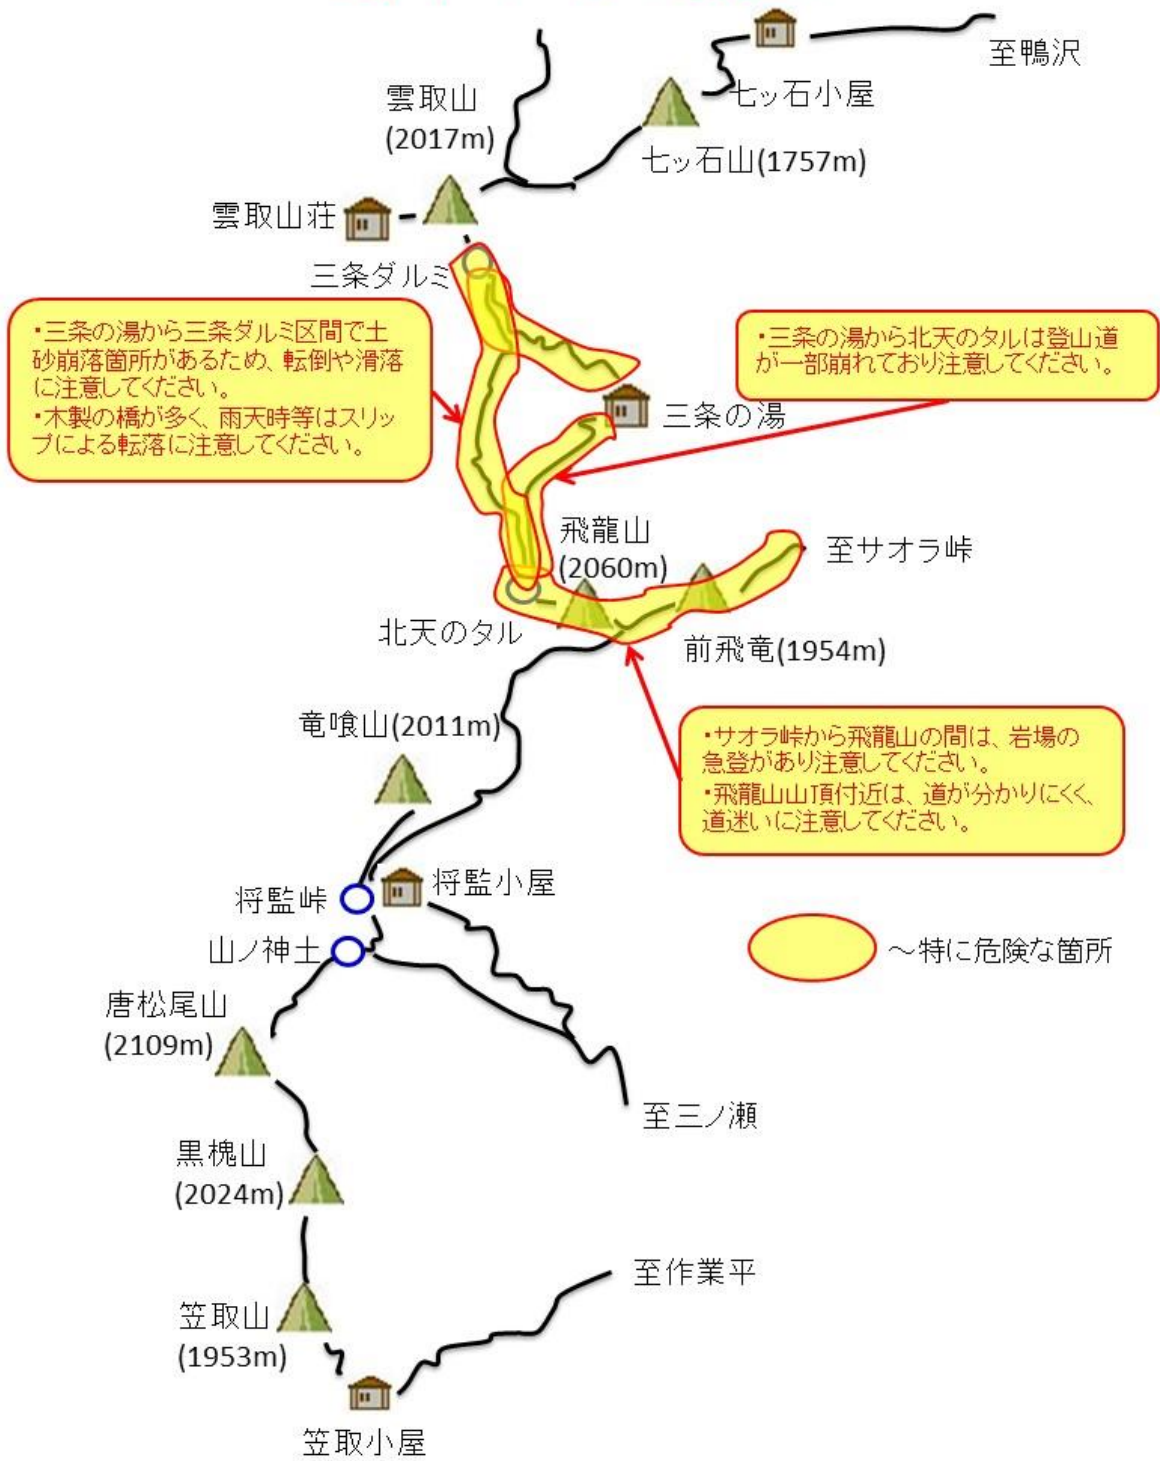 至鴨沢
七ッ石小屋
雲取山
(2017m)
七ッ石山(1757m)
雲取山荘
三条ダルミ
・三条の湯から三条ダルミ区間で土
砂崩落箇所があるため、転倒や滑落
に注意してください。
・木製の橋が多く、雨天時等はスリッ
プによる転落に注意してください。
・三条の湯から北天のタルは登山道
が一部崩れており注意してください。
三条の湯
飛龍山
(2060m)
至サオラ峠
北天のタル
前飛竜(1954m)
竜喰山(2011m)
・サオラ峠から飛龍山の間は、岩場の
急登があり注意してください。
・飛龍山山頂付近は、道が分かりにくく、
道迷いに注意してください。
将監峠
将監小屋
山ノ神土
～特に危険な箇所
唐松尾山
(2109m)
至三ノ瀬
黒槐山
(2024m)
至作業平
笠取山
(1953m)
笠取小屋